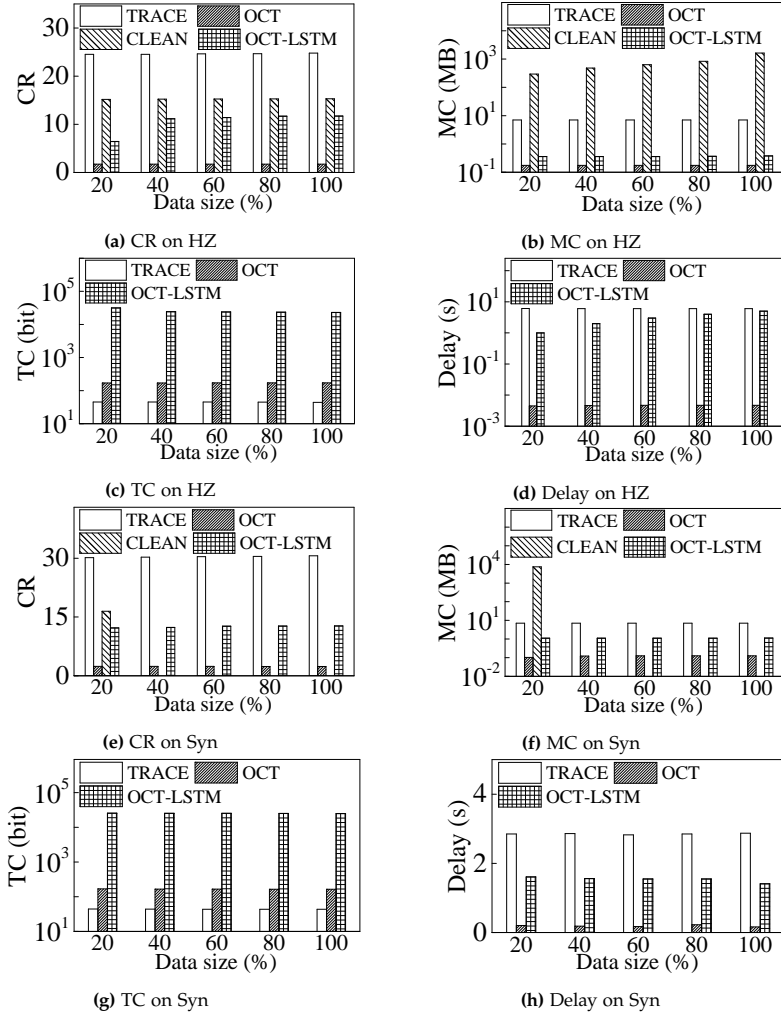 TRACE OCT
CLEAN OCT-LSTM
30
20
10
0
CR
20 40 60 80 100
Data size (%)
(a) CR on HZ
TRACE OCT
CLEAN OCT-LSTM
10^3
10^1
10^-1
MC (MB)
20 40 60 80 100
Data size (%)
(b) MC on HZ
TRACE OCT
OCT-LSTM
10^5
10^3
10^1
TC (bit)
20 40 60 80 100
Data size (%)
(c) TC on HZ
TRACE OCT
OCT-LSTM
10^1
10^-1
10^-3
Delay (s)
20 40 60 80 100
Data size (%)
(d) Delay on HZ
TRACE OCT
CLEAN OCT-LSTM
30
15
0
CR
20 40 60 80 100
Data size (%)
(e) CR on Syn
TRACE OCT
CLEAN OCT-LSTM
10^4
10^1
10^-2
MC (MB)
20 40 60 80 100
Data size (%)
(f) MC on Syn
TRACE OCT
OCT-LSTM
10^5
10^3
10^1
TC (bit)
20 40 60 80 100
Data size (%)
(g) TC on Syn
TRACE OCT
OCT-LSTM
4
2
0
Delay (s)
20 40 60 80 100
Data size (%)
(h) Delay on Syn